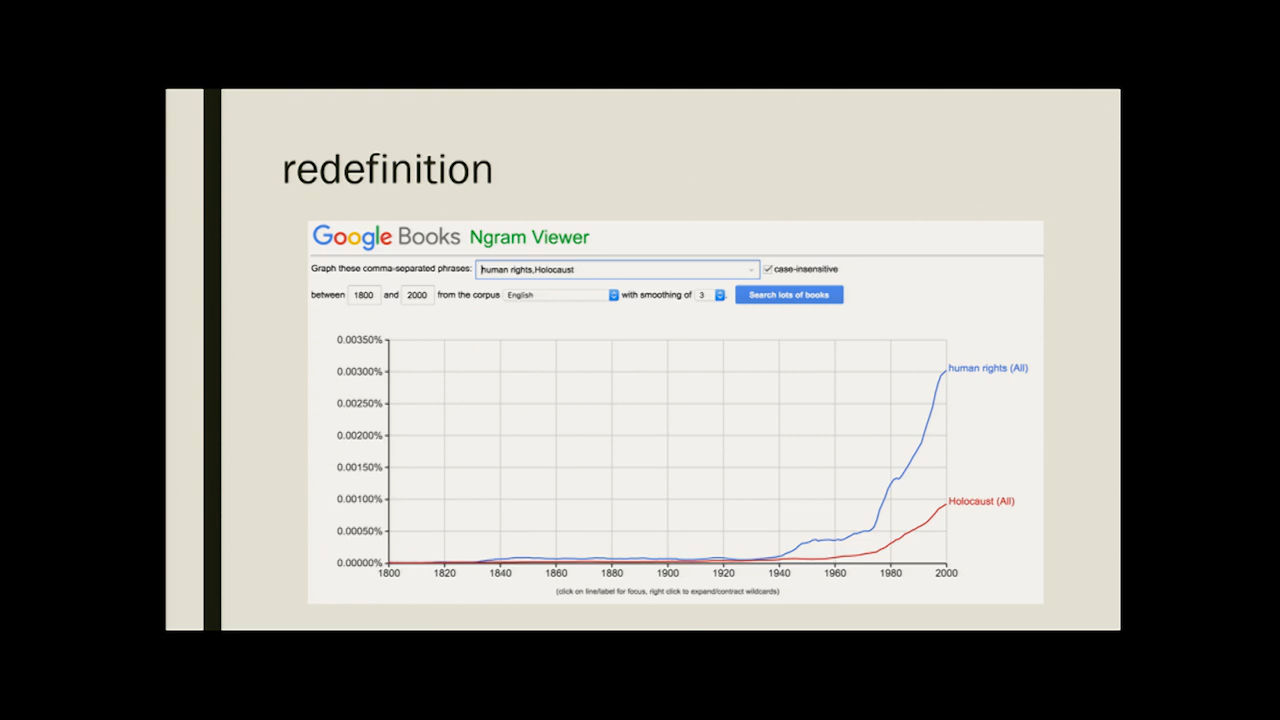 redefinition
Google Books Ngram Viewer
Graph these comma-separated phrases: human rights,Holocaust case-insensitive
between 1800 and 2000 from the corpus English with smoothing of 3 . Search lots of books
0.00350%
0.00300%
0.00250%
0.00200%
0.00150%
0.00100%
0.00050%
0.00000%
human rights (All)
Holocaust (All)
1800 1820 1840 1860 1880 1900 1920 1940 1960 1980 2000
(click on line/label for focus, right click to expand/contract wildcards)